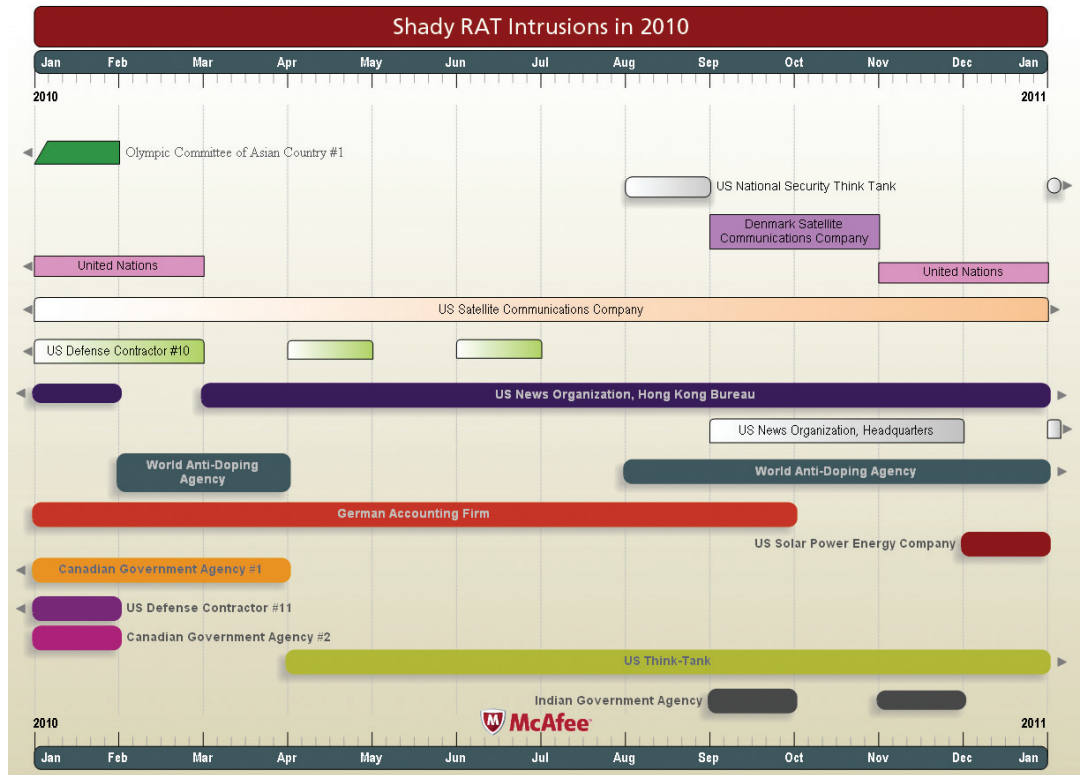 Shady RAT Intrusions in 2010
Jan Feb Mar Apr May Jun Jul Aug Sep Oct Nov Dec Jan
2010 2011
Olympic Committee of Asian Country #1
US National Security Think Tank
Denmark Satellite
Communications Company
United Nations United Nations
US Satellite Communications Company
US Defense Contractor #10
US News Organization, Hong Kong Bureau
US News Organization, Headquarters
World Anti-Doping
Agency
World Anti-Doping Agency
German Accounting Firm
US Solar Power Energy Company
Canadian Government Agency #1
US Defense Contractor #11
Canadian Government Agency #2
US Think-Tank
Indian Government Agency
2010 McAfee 2011
Jan Feb Mar Apr May Jun Jul Aug Sep Oct Nov Dec Jan